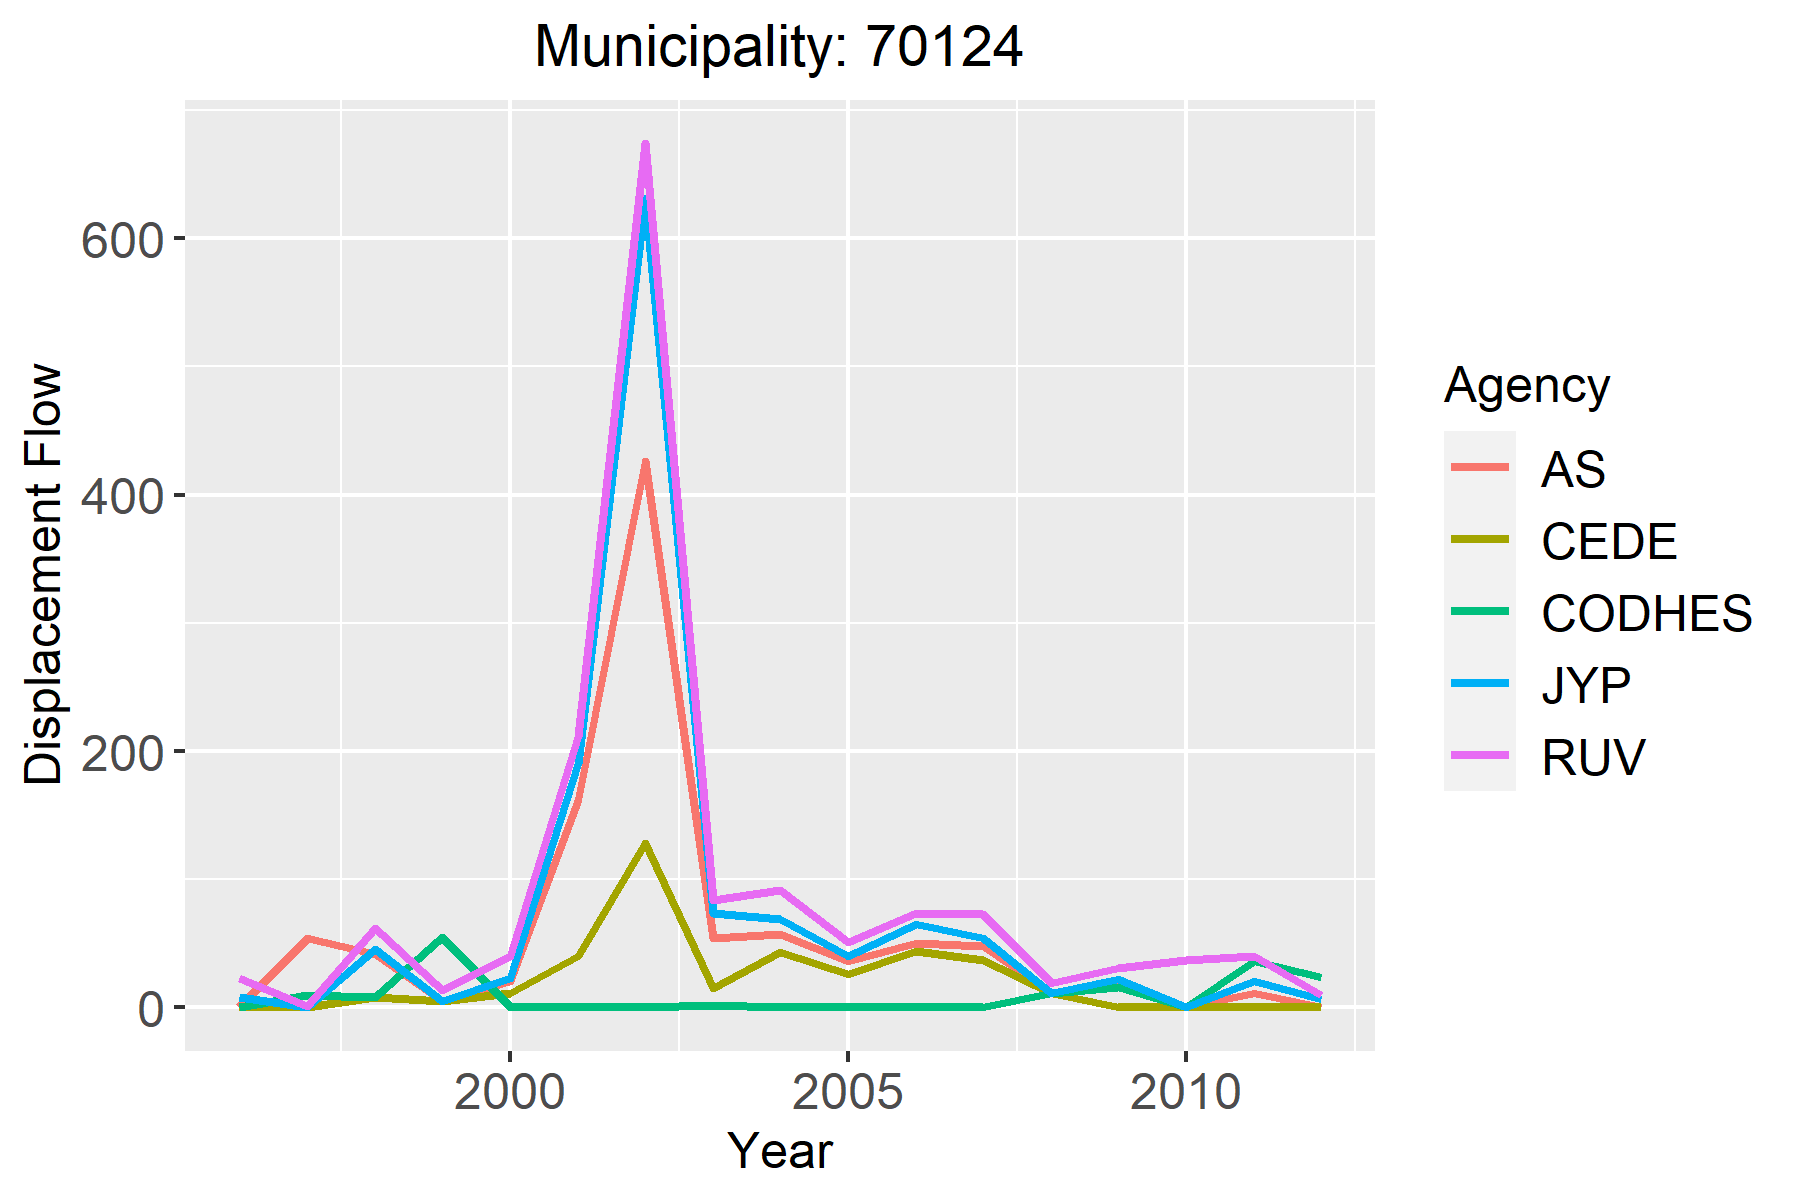 Municipality: 70124
Displacement Flow
600
400
200
0
2000
2005
2010
Year
Agency
AS
CEDE
CODHES
JYP
RUV